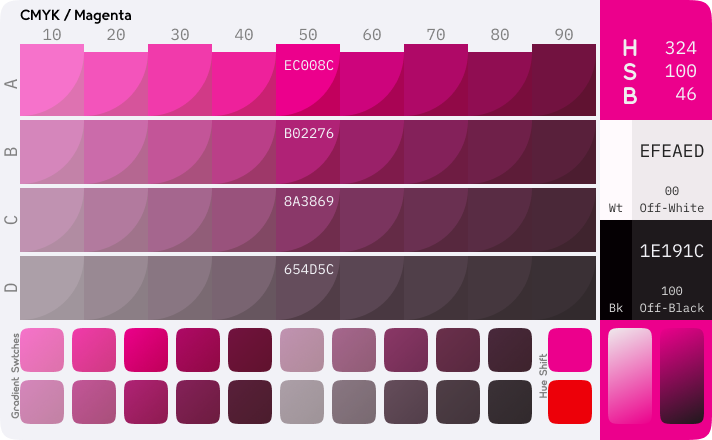 CMYK / Magenta
10 20 30 40 50 60 70 80 90
A EC008C
B B02276
C 8A3869
D 654D5C
H 324
S 100
B 46
EFEAED
00
Wt Off-White
1E191C
100
Bk Off-Black
Gradient Swtches
Hue Shift